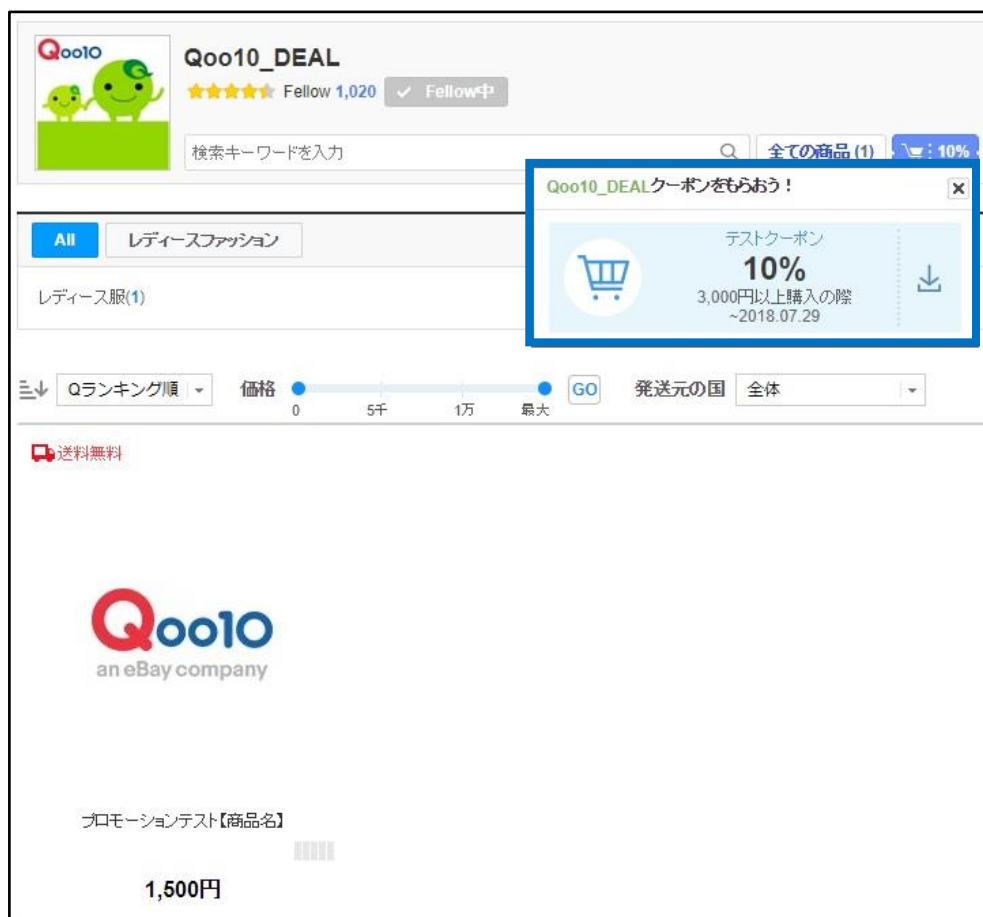 Qoo10
Qoo10_DEAL
Fellow 1,020 Fellow中
検索キーワードを入力
全ての商品 (1) 10%
Qoo10_DEALクーポンをもらおう!
テストクーポン
10%
3,000円以上購入の際
~2018.07.29
All レディースファッション
レディース服(1)
Qランキング順 価格 0 5千 1万 最大 GO 発送元の国 全体
送料無料
Qoo10
an eBay company
プロモーションテスト【商品名】
1,500円